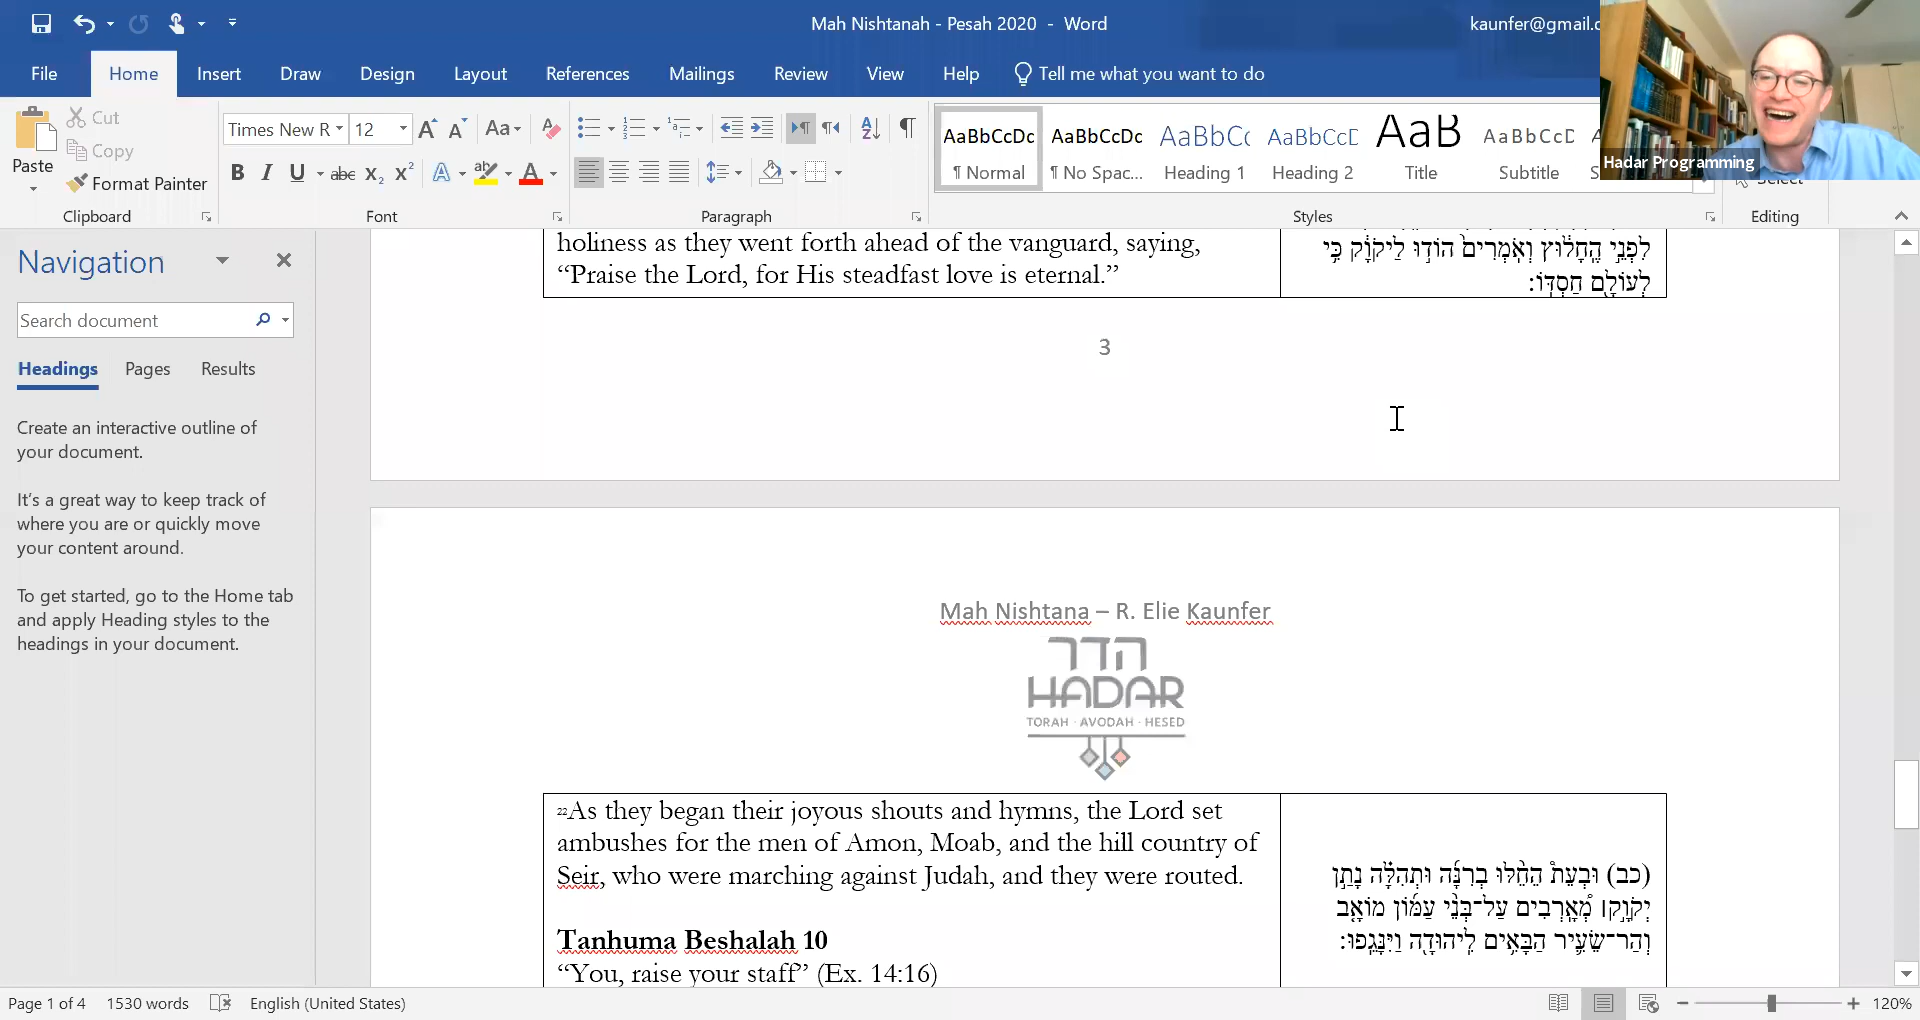 Mah Nishtanah - Pesah 2020 - Word
kaunfer@gmail.c
File Home Insert Draw Design Layout References Mailings Review View Help Tell me what you want to do
Paste
Cut
Copy
Format Painter
Clipboard
Times New R 12
Font
Paragraph
AaBbCcDc AaBbCcDc AaBbC AaBbCcE AaB AaBbCcD
¶ Normal ¶ No Spac... Heading 1 Heading 2 Title Subtitle
Styles
Select
Editing
Hadar Programming
Navigation
Search document
Headings Pages Results
Create an interactive outline of
your document.
It's a great way to keep track of
where you are or quickly move
your content around.
To get started, go to the Home tab
and apply Heading styles to the
headings in your document.
holiness as they went forth ahead of the vanguard, saying,
“Praise the Lord, for His steadfast love is eternal.”
לִפְנֵי הֶחָלוּץ וְאֹמְרִים הוֹדוּ לַיקֹוָק כִּי
לְעוֹלָם חַסְדּוֹ:
3
Mah Nishtana – R. Elie Kaunfer
הדר
HADAR
TORAH · AVODAH · HESED
22As they began their joyous shouts and hymns, the Lord set
ambushes for the men of Amon, Moab, and the hill country of
Seir, who were marching against Judah, and they were routed.
Tanhuma Beshalah 10
“You, raise your staff” (Ex. 14:16)
(כב) וּבְעֵת הֵחֵלּוּ בְרִנָּה וּתְהִלָּה נָתַן
יְקֹוָק׀ מְאָרְבִים עַל־בְּנֵי עַמּוֹן מוֹאָב
וְהַר־שֵׂעִיר הַבָּאִים לִיהוּדָה וַיִּנָּגֵפוּ:
Page 1 of 4 1530 words English (United States)
120%